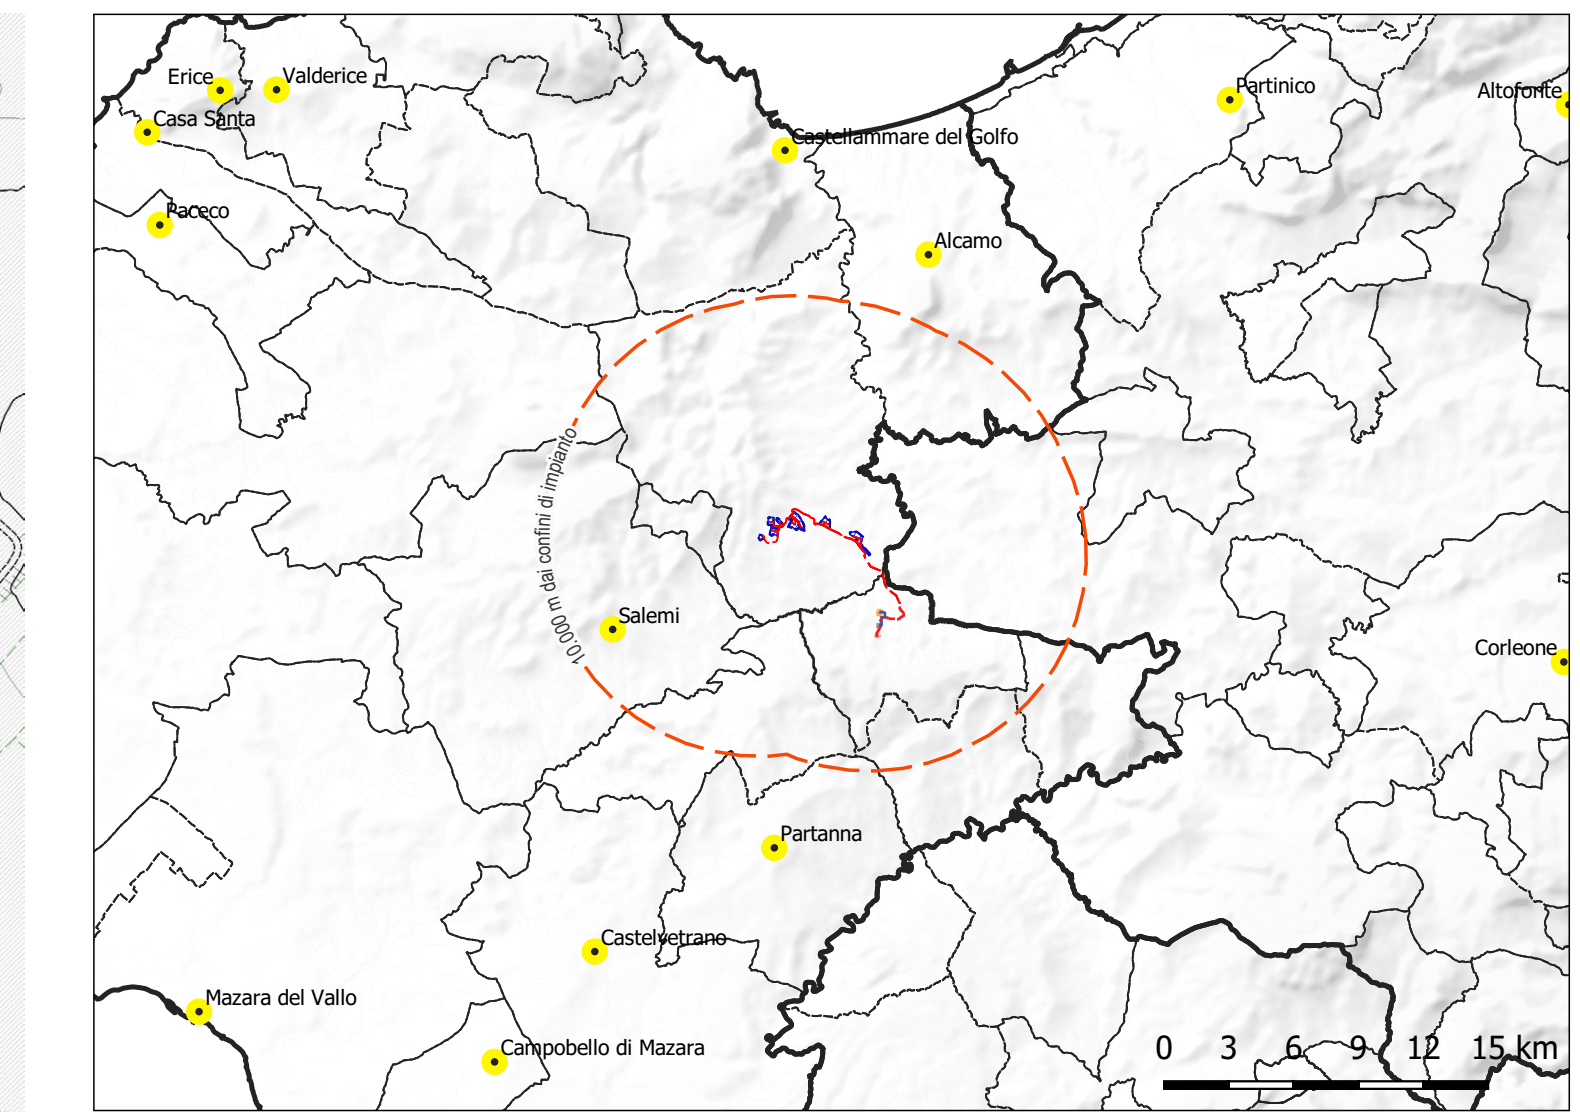 Erice
Valderice
Partinico
Altofonte
Casa Santa
Castellammare del Golfo
Paceco
Alcamo
10.000 m dai confini di impianto
Salemi
Corleone
Partanna
Castelvetrano
Mazara del Vallo
Campobello di Mazara
0 3 6 9 12 15 km